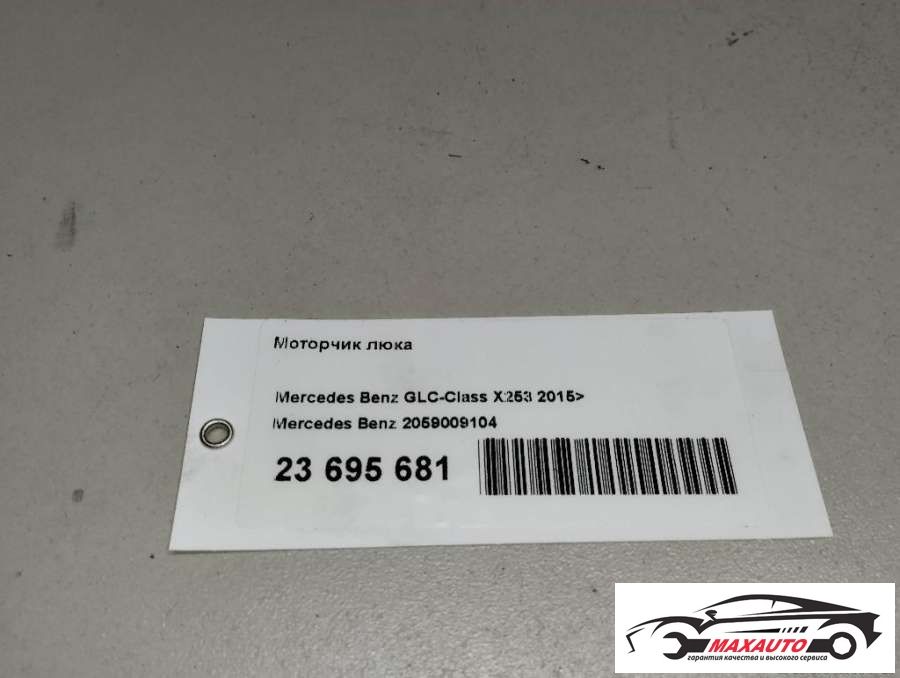 Моторчик люка
Mercedes Benz GLC-Class X253 2015>
Mercedes Benz 2059009104
23 695 681
MAXAUTO
гарантия качества и высокого сервиса